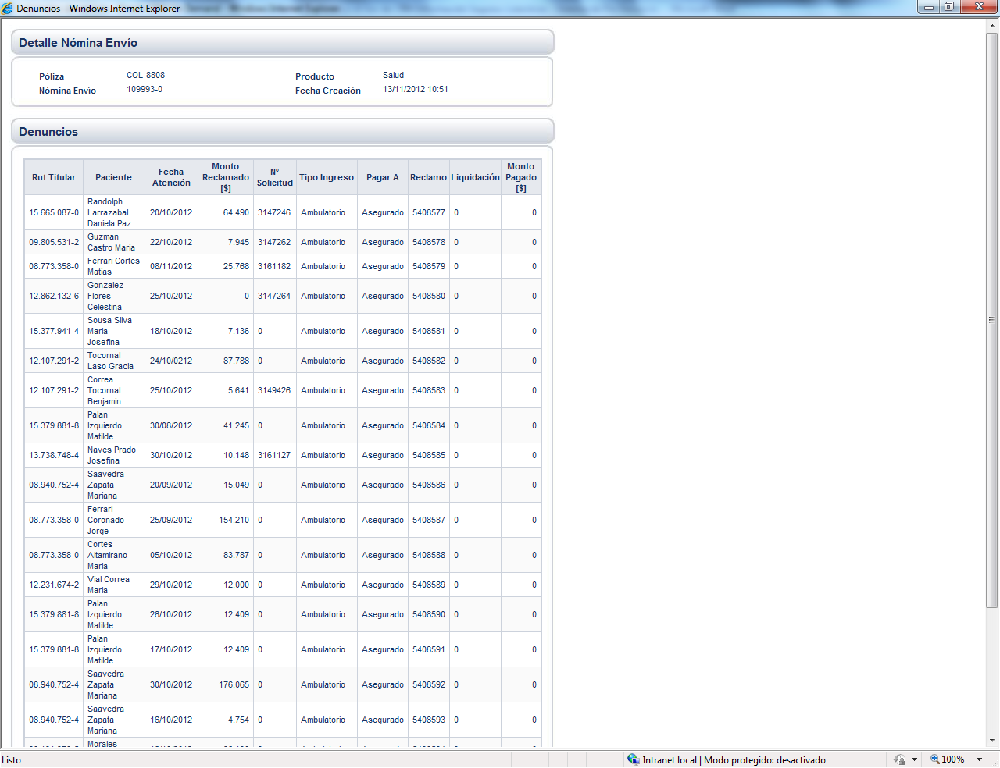 Denuncios - Windows Internet Explorer
Detalle Nómina Envío
Póliza COL-8808 Producto Salud
Nómina Envío 109993-0 Fecha Creación 13/11/2012 10:51
Denuncios
Rut Titular Paciente Fecha Atención Monto Reclamado [$] Nº Solicitud Tipo Ingreso Pagar A Reclamo Liquidación Monto Pagado [$]
15.665.087-0 Randolph Larrazabal Daniela Paz 20/10/2012 64.490 3147246 Ambulatorio Asegurado 5408577 0 0
09.805.531-2 Guzman Castro Maria 22/10/2012 7.945 3147262 Ambulatorio Asegurado 5408578 0 0
08.773.358-0 Ferrari Cortes Matias 08/11/2012 25.768 3161182 Ambulatorio Asegurado 5408579 0 0
12.862.132-6 Gonzalez Flores Celestina 25/10/2012 0 3147264 Ambulatorio Asegurado 5408580 0 0
15.377.941-4 Sousa Silva Maria Josefina 18/10/2012 7.136 0 Ambulatorio Asegurado 5408581 0 0
12.107.291-2 Tocornal Laso Gracia 24/10/0212 87.788 0 Ambulatorio Asegurado 5408582 0 0
12.107.291-2 Correa Tocornal Benjamin 25/10/2012 5.641 3149426 Ambulatorio Asegurado 5408583 0 0
15.379.881-8 Palan Izquierdo Matilde 30/08/2012 41.245 0 Ambulatorio Asegurado 5408584 0 0
13.738.748-4 Naves Prado Josefina 30/10/2012 10.148 3161127 Ambulatorio Asegurado 5408585 0 0
08.940.752-4 Saavedra Zapata Mariana 20/09/2012 15.049 0 Ambulatorio Asegurado 5408586 0 0
08.773.358-0 Ferrari Coronado Jorge 25/09/2012 154.210 0 Ambulatorio Asegurado 5408587 0 0
08.773.358-0 Cortes Altamirano Maria 05/10/2012 83.787 0 Ambulatorio Asegurado 5408588 0 0
12.231.674-2 Vial Correa Maria 29/10/2012 12.000 0 Ambulatorio Asegurado 5408589 0 0
15.379.881-8 Palan Izquierdo Matilde 26/10/2012 12.409 0 Ambulatorio Asegurado 5408590 0 0
15.379.881-8 Palan Izquierdo Matilde 17/10/2012 12.409 0 Ambulatorio Asegurado 5408591 0 0
08.940.752-4 Saavedra Zapata Mariana 30/10/2012 176.065 0 Ambulatorio Asegurado 5408592 0 0
08.940.752-4 Saavedra Zapata Mariana 16/10/2012 4.754 0 Ambulatorio Asegurado 5408593 0 0
Morales
Listo Intranet local | Modo protegido: desactivado 100%